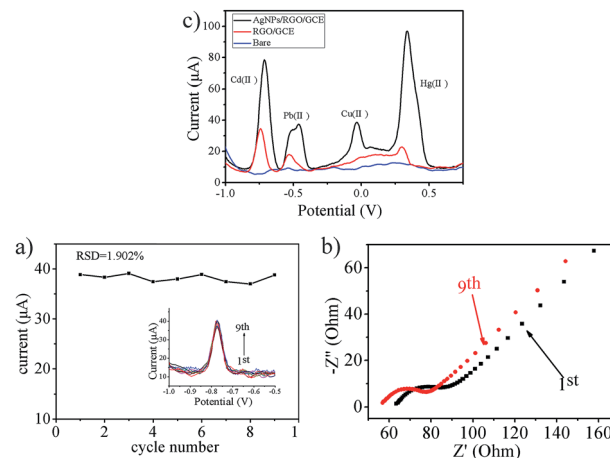 c)
AgNPs/RGO/GCE
RGO/GCE
Bare
Cd(II)
Pb(II)
Cu(II)
Hg(II)
Current (μA)
100
80
60
40
20
0
-1.0 -0.5 0.0 0.5
Potential (V)
a)
RSD=1.902%
current (μA)
40
30
20
10
0 2 4 6 8 1
cycle number
Current (μA)
50
40
30
20
10
0
9th
1st
-1.0 -0.9 -0.8 -0.7 -0.6 -0.5
Potential (V)
b)
-Z'' (Ohm)
60
40
20
0
9th
1st
60 80 100 120 140 160
Z' (Ohm)